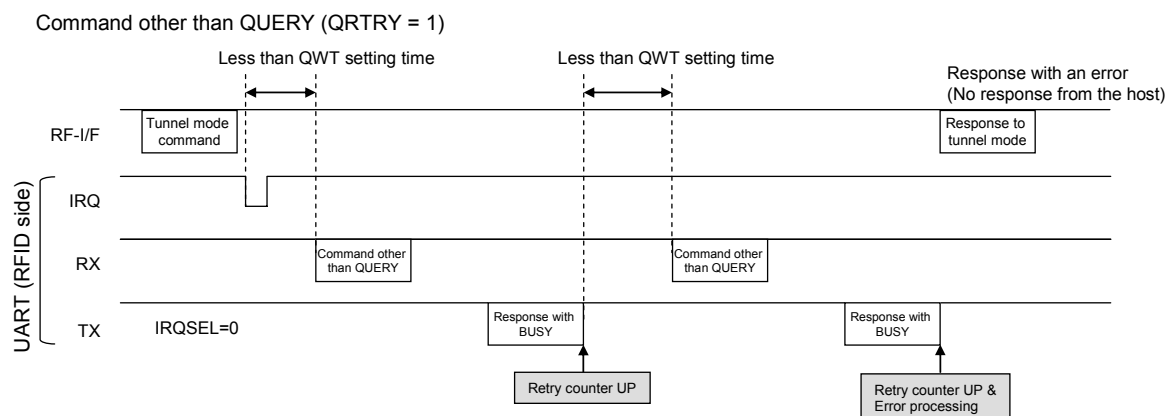 Command other than QUERY (QRTRY = 1)
Less than QWT setting time
Less than QWT setting time
Response with an error
(No response from the host)
RF-I/F
Tunnel mode
command
Response to
tunnel mode
UART (RFID side)
IRQ
RX
Command other
than QUERY
Command other
than QUERY
TX
IRQSEL=0
Response with
BUSY
Response with
BUSY
Retry counter UP
Retry counter UP &
Error processing